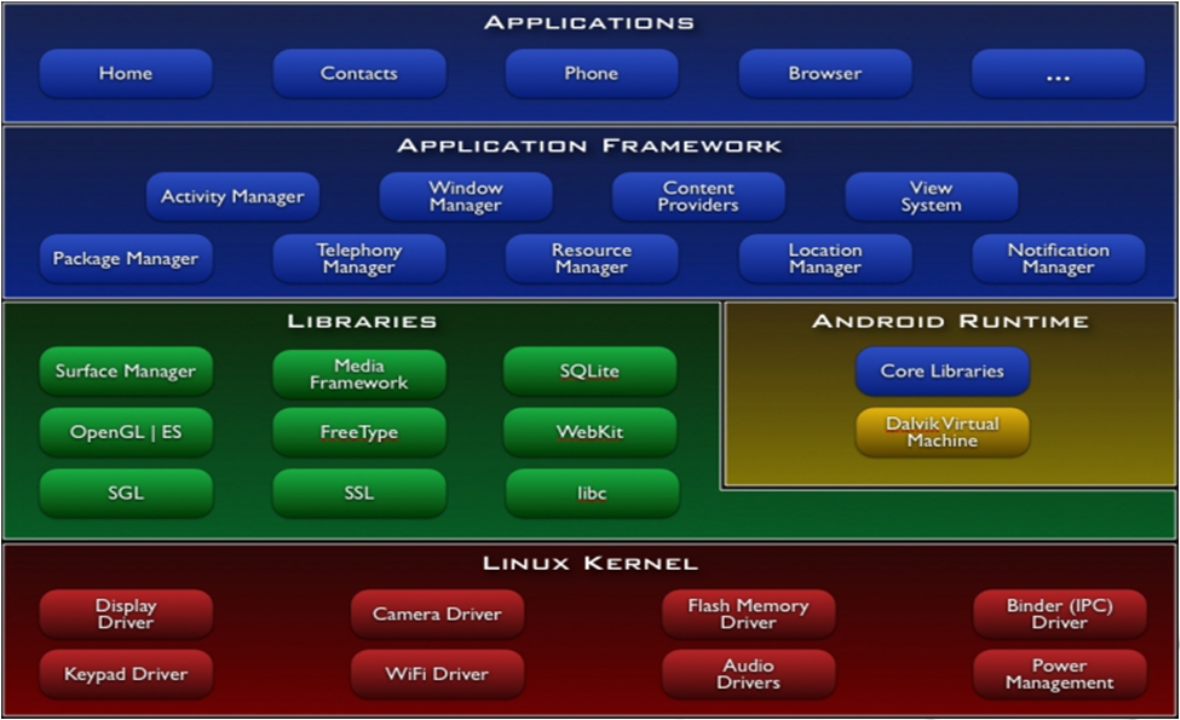 APPLICATIONS
Home
Contacts
Phone
Browser
...
APPLICATION FRAMEWORK
Activity Manager
Window
Manager
Content
Providers
View
System
Package Manager
Telephony
Manager
Resource
Manager
Location
Manager
Notification
Manager
LIBRARIES
Surface Manager
Media
Framework
SQLite
OpenGL | ES
FreeType
WebKit
SGL
SSL
libc
ANDROID RUNTIME
Core Libraries
Dalvik Virtual
Machine
LINUX KERNEL
Display
Driver
Camera Driver
Flash Memory
Driver
Binder (IPC)
Driver
Keypad Driver
WiFi Driver
Audio
Drivers
Power
Management